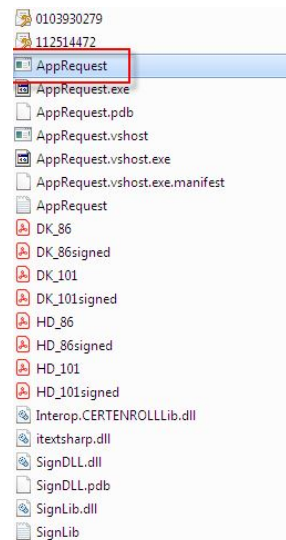 0103930279
112514472
AppRequest
AppRequest.exe
AppRequest.pdb
AppRequest.vshost
AppRequest.vshost.exe
AppRequest.vshost.exe.manifest
AppRequest
DK_86
DK_86signed
DK_101
DK_101signed
HD_86
HD_86signed
HD_101
HD_101signed
Interop.CERTENROLLLib.dll
itextsharp.dll
SignDLL.dll
SignDLL.pdb
SignLib.dll
SignLib